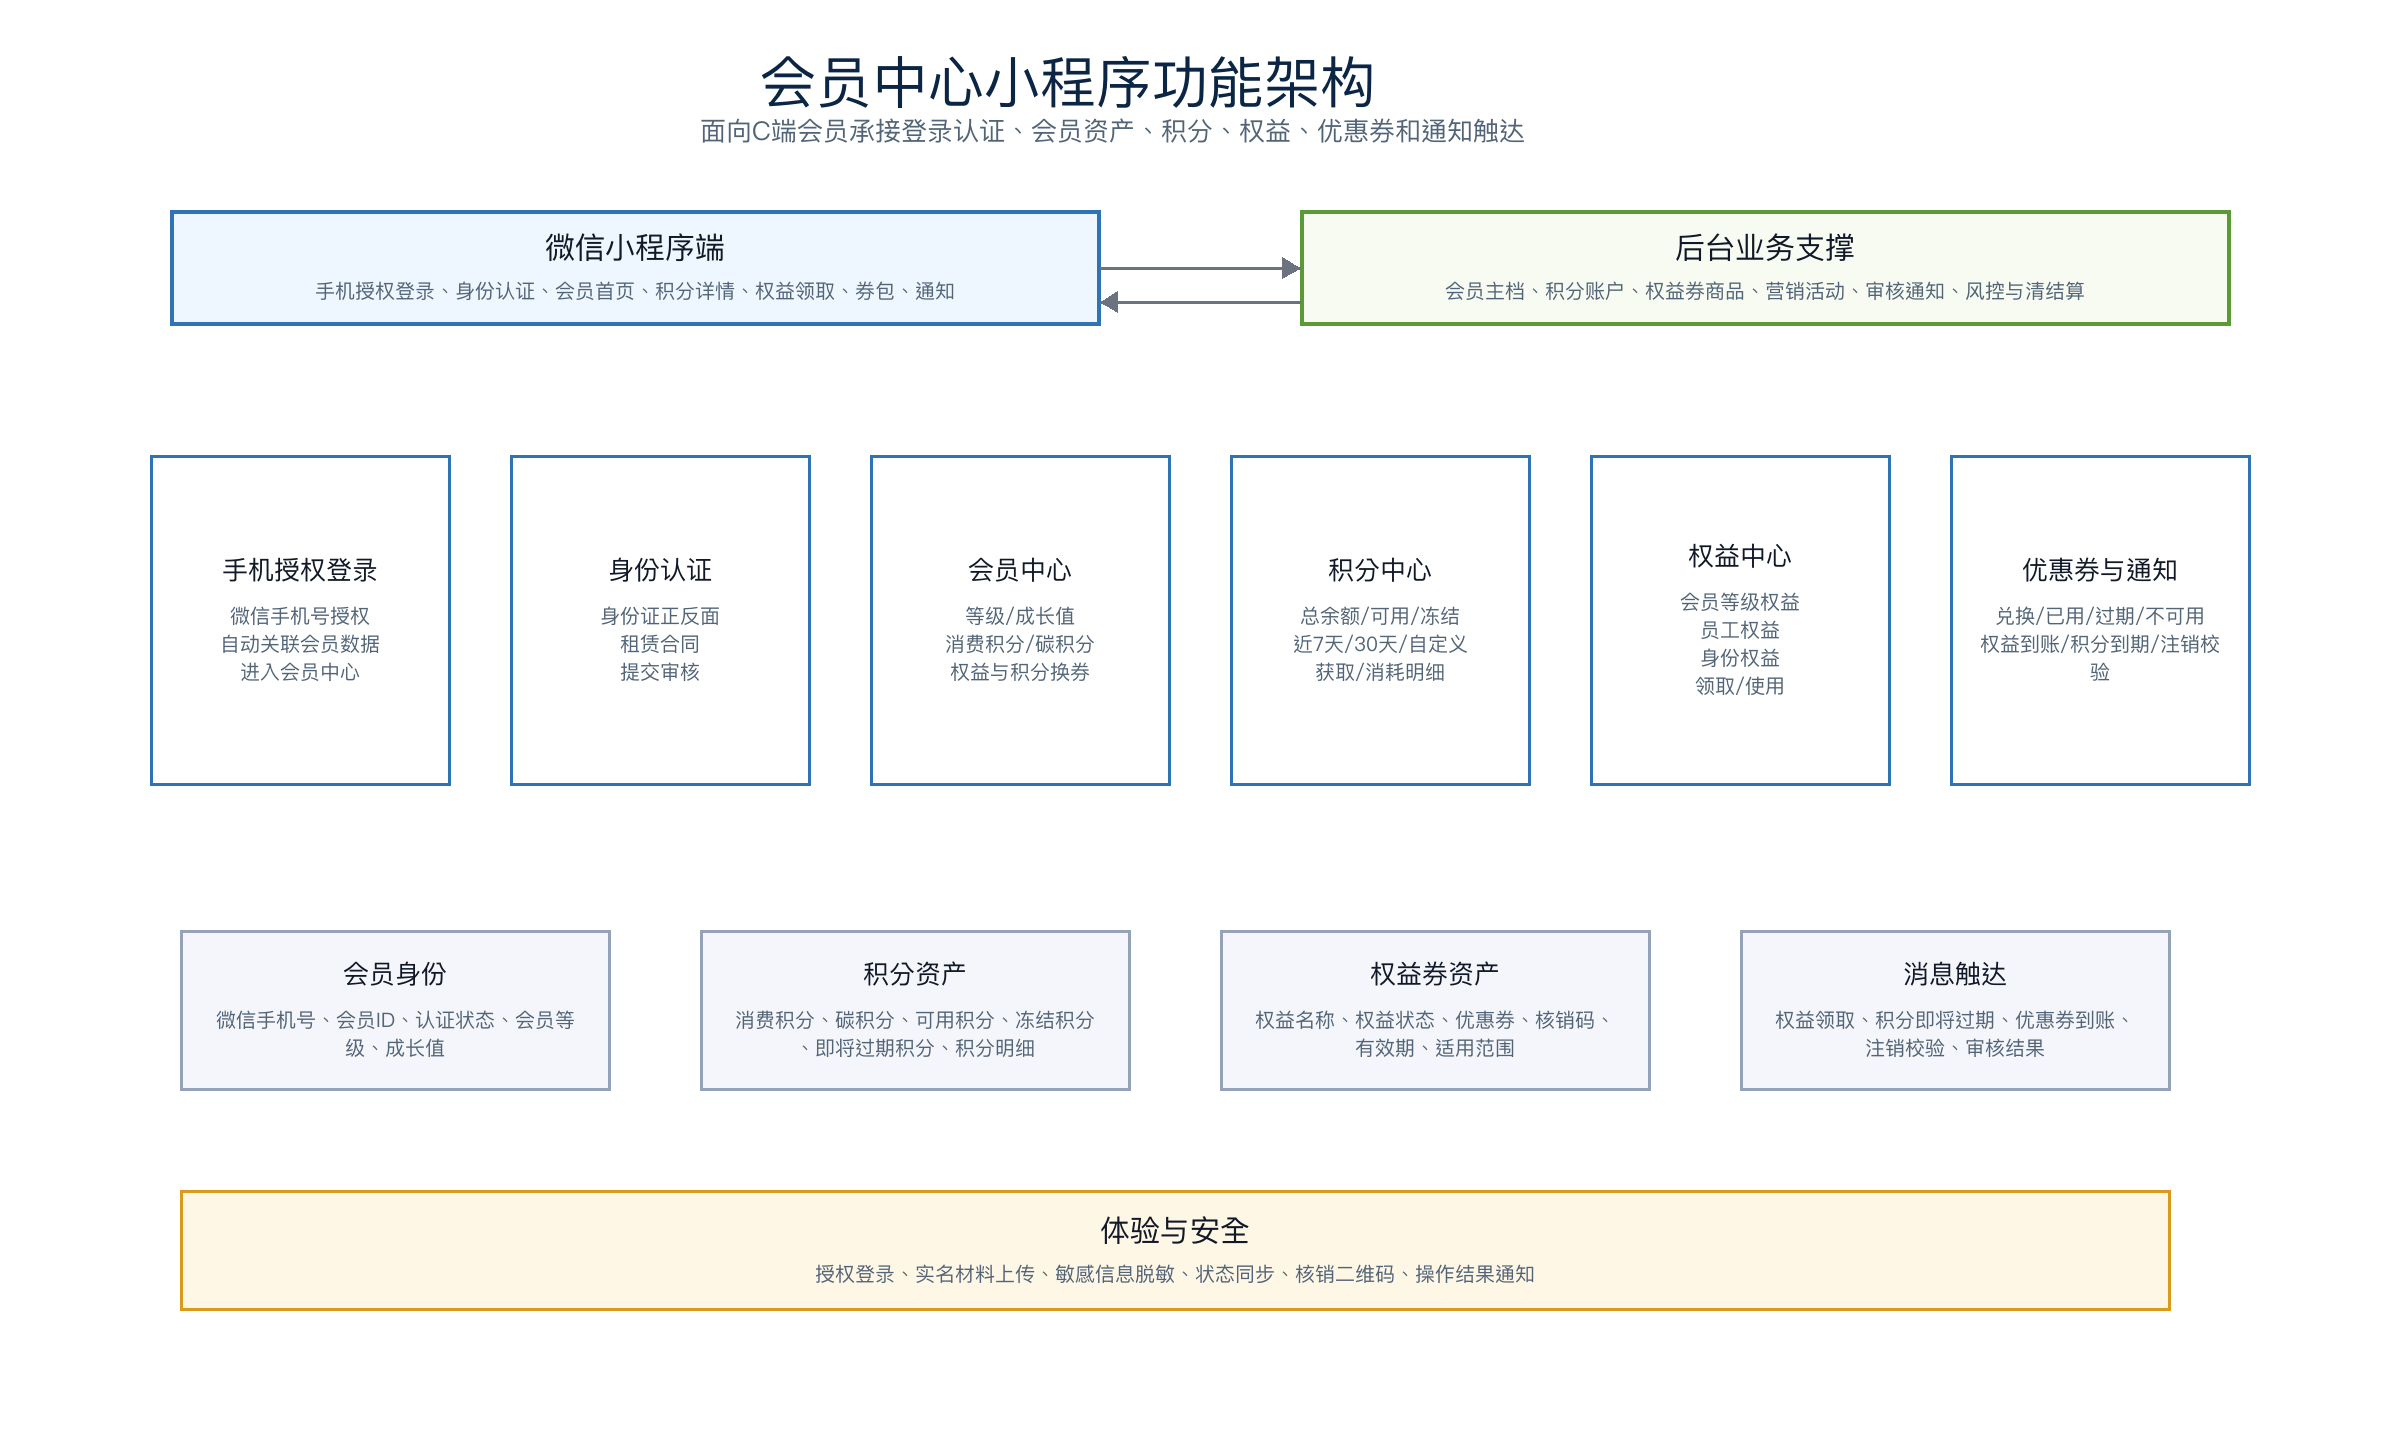 会员中心小程序功能架构
面向C端会员承接登录认证、会员资产、积分、权益、优惠券和通知触达
微信小程序端
手机授权登录、身份认证、会员首页、积分详情、权益领取、券包、通知
后台业务支撑
会员主档、积分账户、权益券商品、营销活动、审核通知、风控与清结算
手机授权登录
微信手机号授权
自动关联会员数据
进入会员中心
身份认证
身份证正反面
租赁合同
提交审核
会员中心
等级/成长值
消费积分/碳积分
权益与积分换券
积分中心
总余额/可用/冻结
近7天/30天/自定义
获取/消耗明细
权益中心
会员等级权益
员工权益
身份权益
领取/使用
优惠券与通知
兑换/已用/过期/不可用
权益到账/积分到期/注销校
验
会员身份
微信手机号、会员ID、认证状态、会员等
级、成长值
积分资产
消费积分、碳积分、可用积分、冻结积分
、即将过期积分、积分明细
权益券资产
权益名称、权益状态、优惠券、核销码、
有效期、适用范围
消息触达
权益领取、积分即将过期、优惠券到账、
注销校验、审核结果
体验与安全
授权登录、实名材料上传、敏感信息脱敏、状态同步、核销二维码、操作结果通知